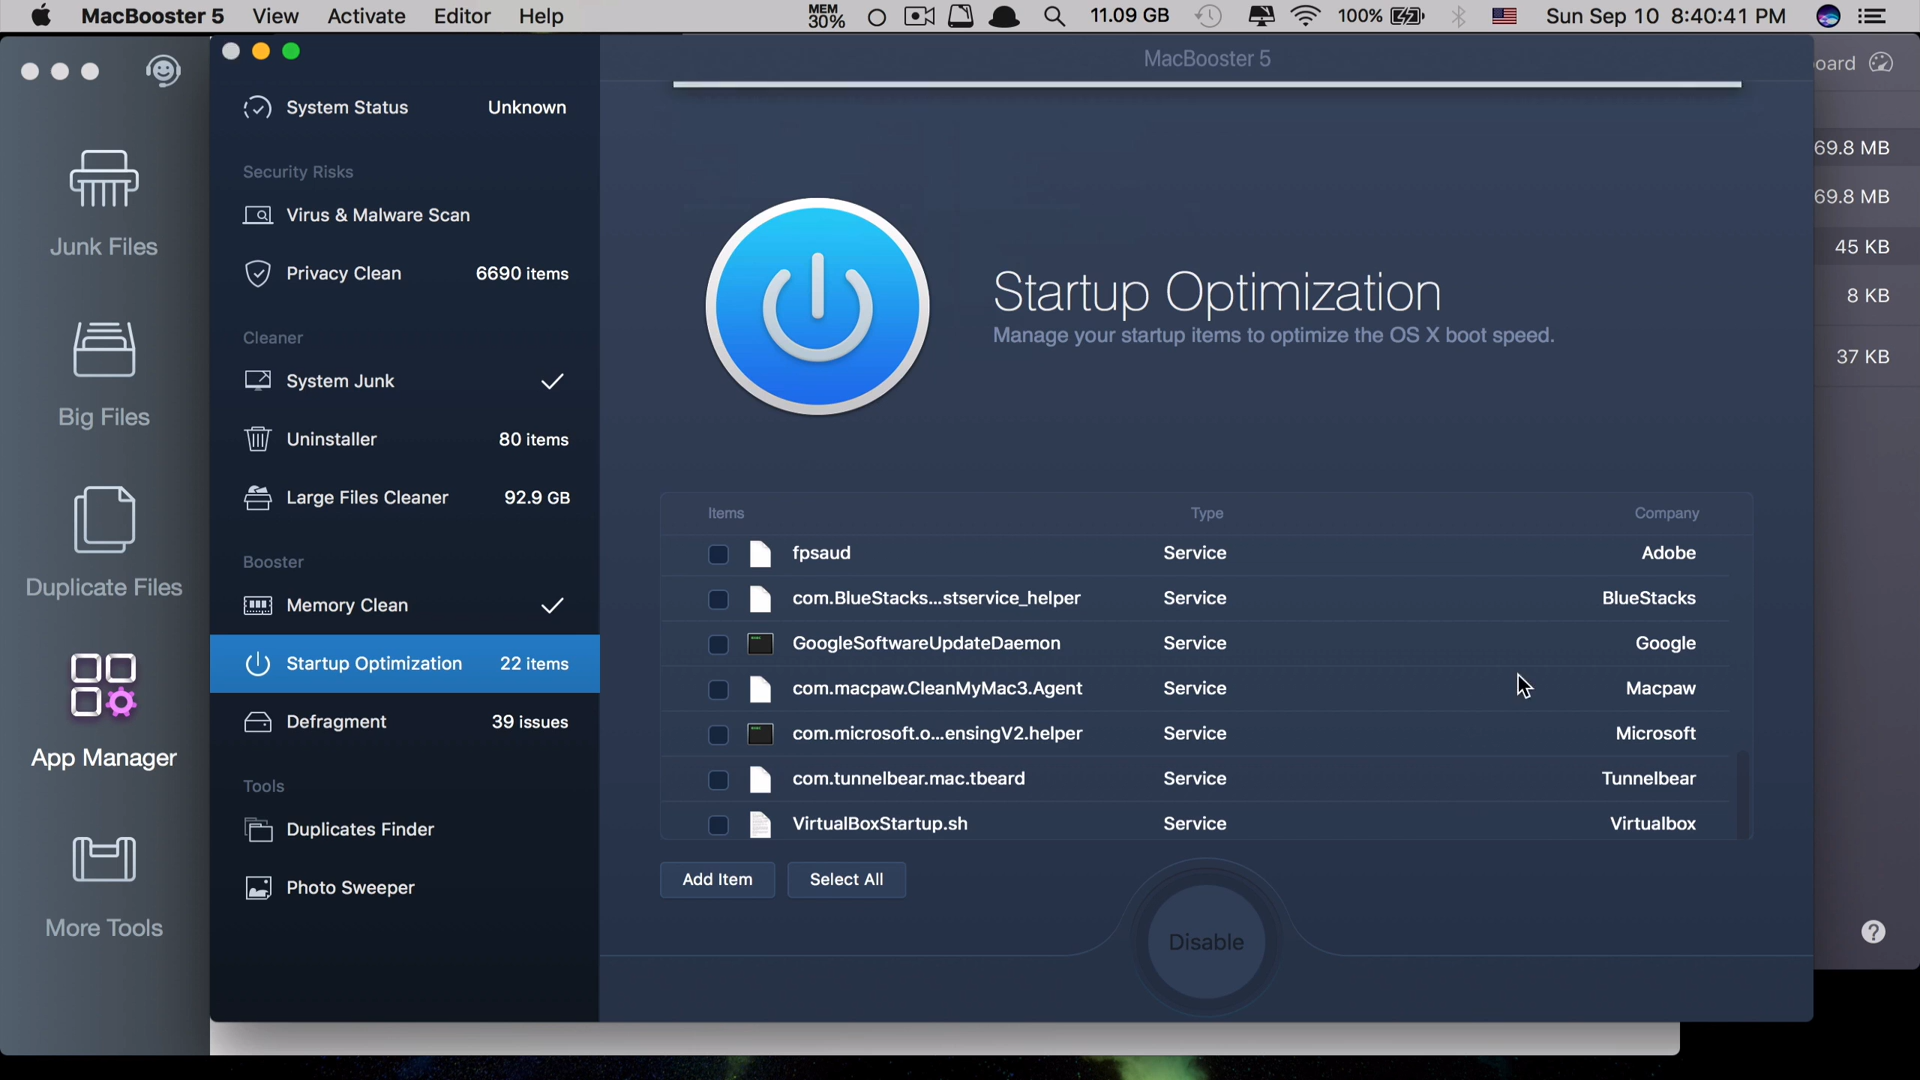 MacBooster 5 View Activate Editor Help MEM 30% 11.09 GB 100% Sun Sep 10 8:40:41 PM
MacBooster 5
oard
Junk Files
Big Files
Duplicate Files
App Manager
More Tools
System Status Unknown
Security Risks
Virus & Malware Scan
Privacy Clean 6690 items
Cleaner
System Junk
Uninstaller 80 items
Large Files Cleaner 92.9 GB
Booster
Memory Clean
Startup Optimization 22 items
Defragment 39 issues
Tools
Duplicates Finder
Photo Sweeper
Startup Optimization
Manage your startup items to optimize the OS X boot speed.
Items Type Company
fpsaud Service Adobe
com.BlueStacks...stservice_helper Service BlueStacks
GoogleSoftwareUpdateDaemon Service Google
com.macpaw.CleanMyMac3.Agent Service Macpaw
com.microsoft.o...ensingV2.helper Service Microsoft
com.tunnelbear.mac.tbeard Service Tunnelbear
VirtualBoxStartup.sh Service Virtualbox
Add Item Select All
Disable
69.8 MB
69.8 MB
45 KB
8 KB
37 KB
?